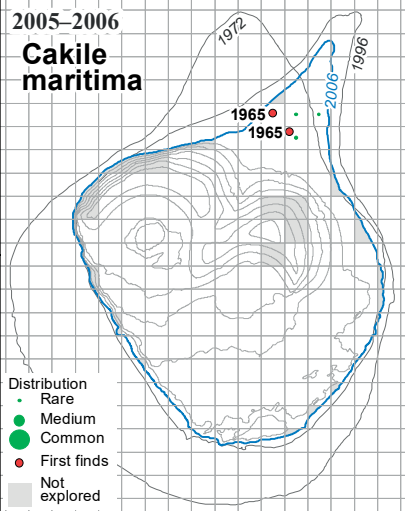 2005–2006
Cakile
maritima
1972
1996
2006
1965
1965
Distribution
Rare
Medium
Common
First finds
Not
explored